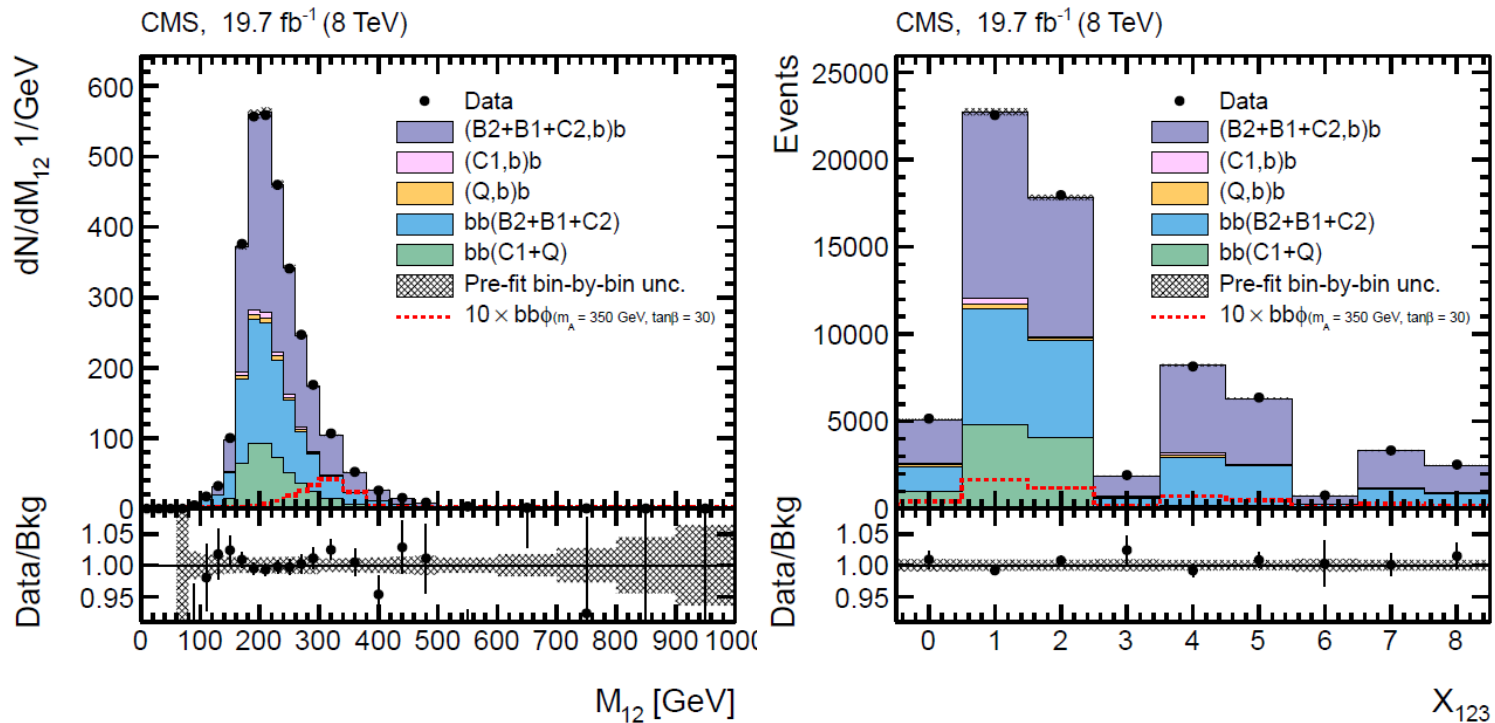 CMS, 19.7 fb⁻¹ (8 TeV)
dN/dM₁₂ 1/GeV
600
500
400
300
200
100
0
Data
(B2+B1+C2,b)b
(C1,b)b
(Q,b)b
bb(B2+B1+C2)
bb(C1+Q)
Pre-fit bin-by-bin unc.
10 × bbϕ(m_A = 350 GeV, tanβ = 30)
Data/Bkg
1.05
1.00
0.95
0 100 200 300 400 500 600 700 800 900 1000
M₁₂ [GeV]
CMS, 19.7 fb⁻¹ (8 TeV)
Events
25000
20000
15000
10000
5000
0
Data
(B2+B1+C2,b)b
(C1,b)b
(Q,b)b
bb(B2+B1+C2)
bb(C1+Q)
Pre-fit bin-by-bin unc.
10 × bbϕ(m_A = 350 GeV, tanβ = 30)
Data/Bkg
1.05
1.00
0.95
0 1 2 3 4 5 6 7 8
X₁₂₃